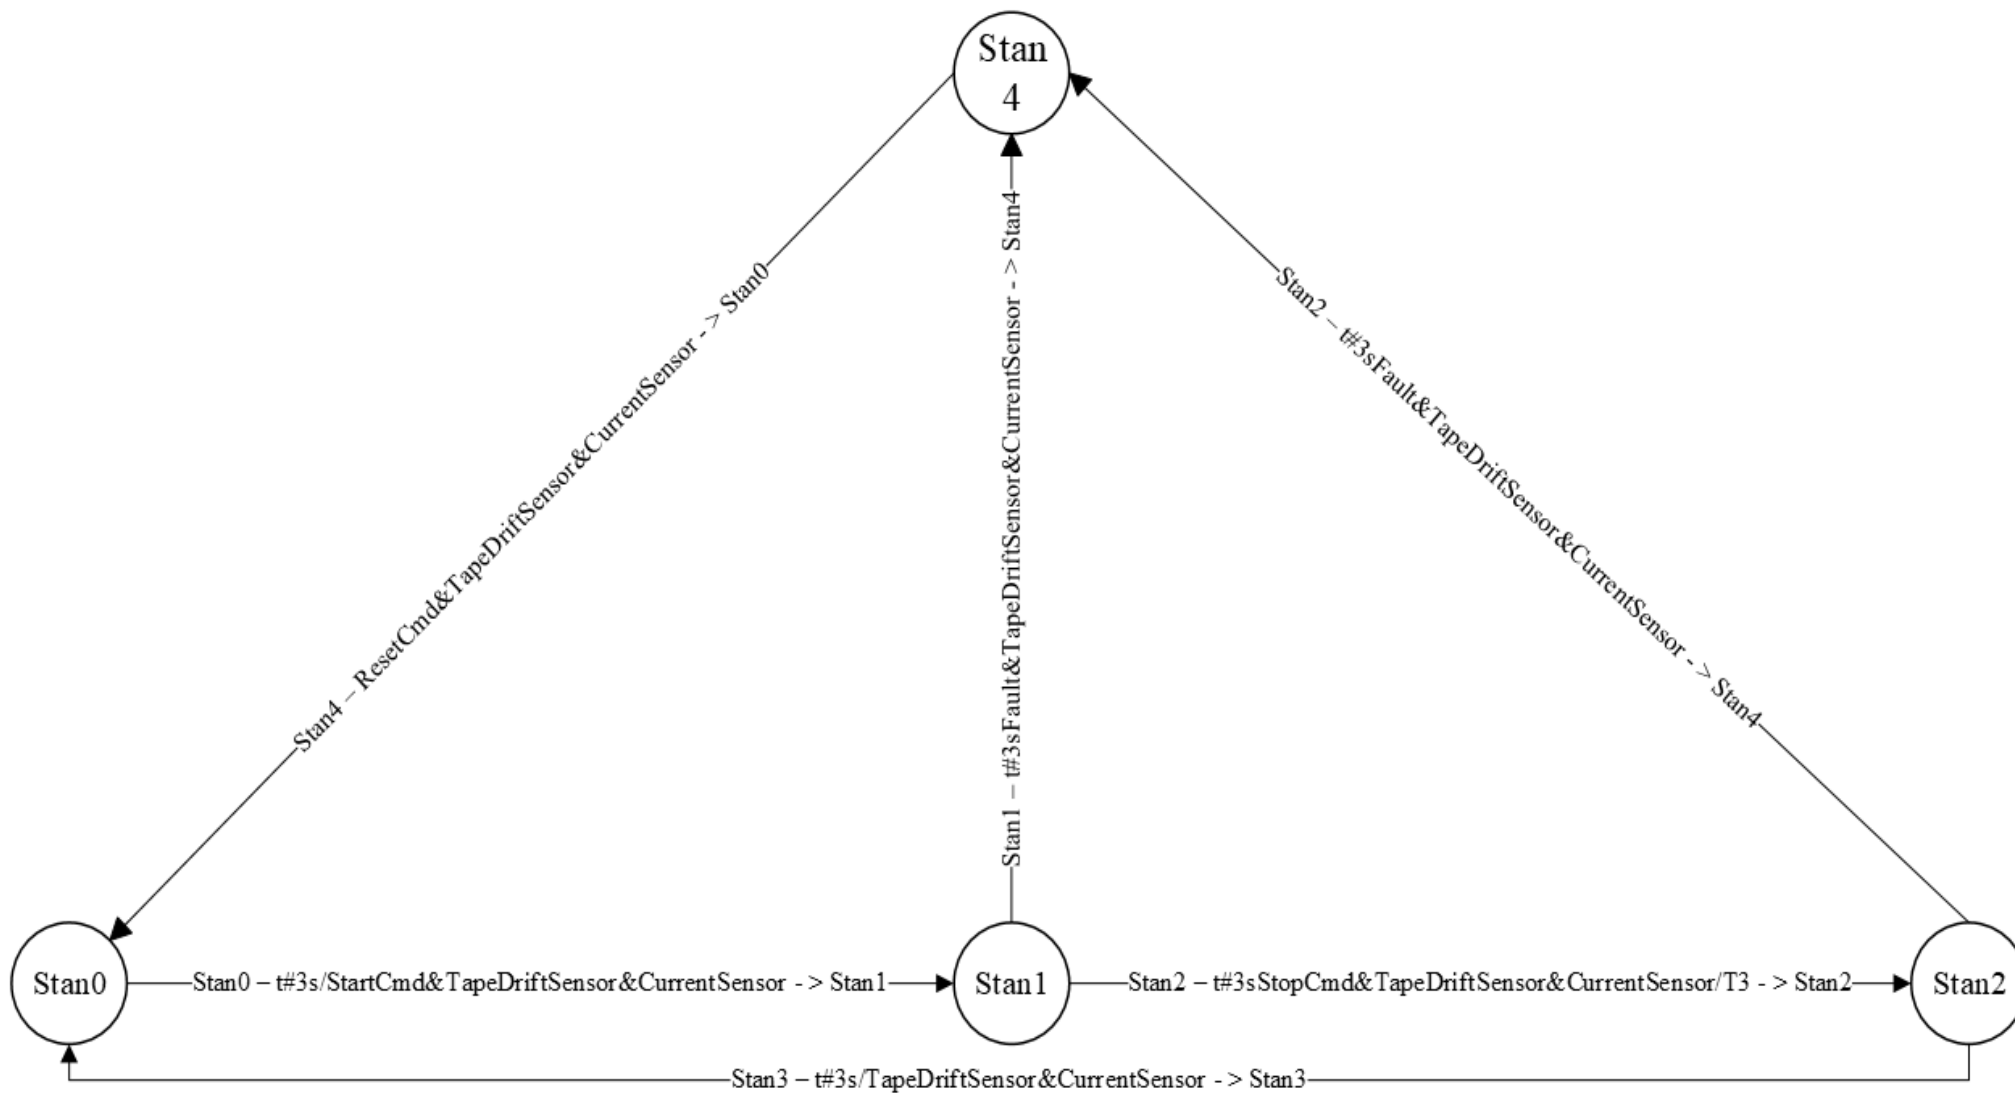 Stan
4
Stan4 – ResetCmd&TapeDriftSensor&CurrentSensor - > Stan0
Stan1 – t#3sFault&TapeDriftSensor&CurrentSensor - > Stan4
Stan2 – t#3sFault&TapeDriftSensor&CurrentSensor - > Stan4
Stan0
Stan0 – t#3s/StartCmd&TapeDriftSensor&CurrentSensor - > Stan1
Stan1
Stan2 – t#3sStopCmd&TapeDriftSensor&CurrentSensor/T3 - > Stan2
Stan2
Stan3 – t#3s/TapeDriftSensor&CurrentSensor - > Stan3